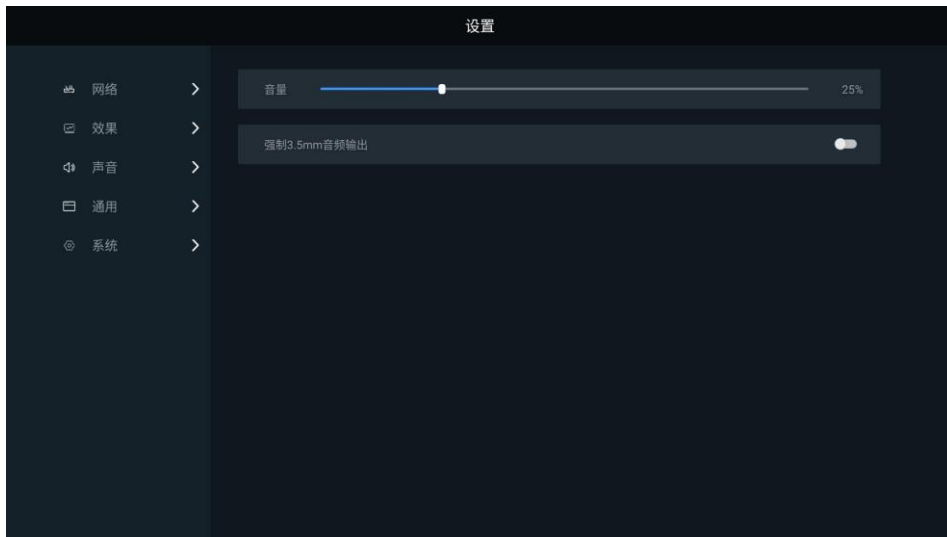 设置
网络
效果
声音
通用
系统
音量 25%
强制3.5mm音频输出